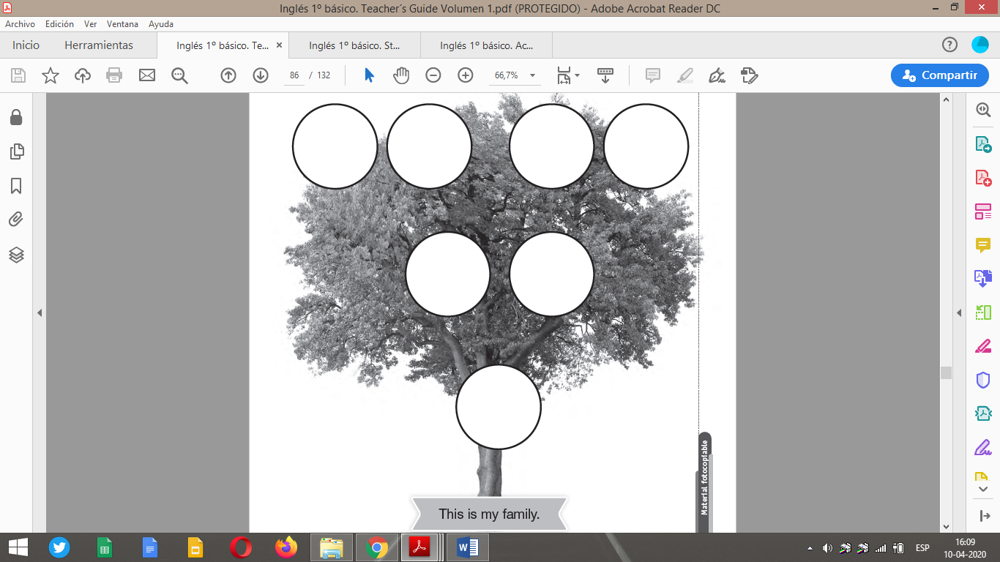 Inglés 1º básico. Teacher´s Guide Volumen 1.pdf (PROTEGIDO) - Adobe Acrobat Reader DC
Archivo Edición Ver Ventana Ayuda
Inicio Herramientas Inglés 1º básico. Te... Inglés 1º básico. St... Inglés 1º básico. Ac...
86 / 132 66,7% Compartir
Material fotocopiable
This is my family.
ESP 16:09
10-04-2020